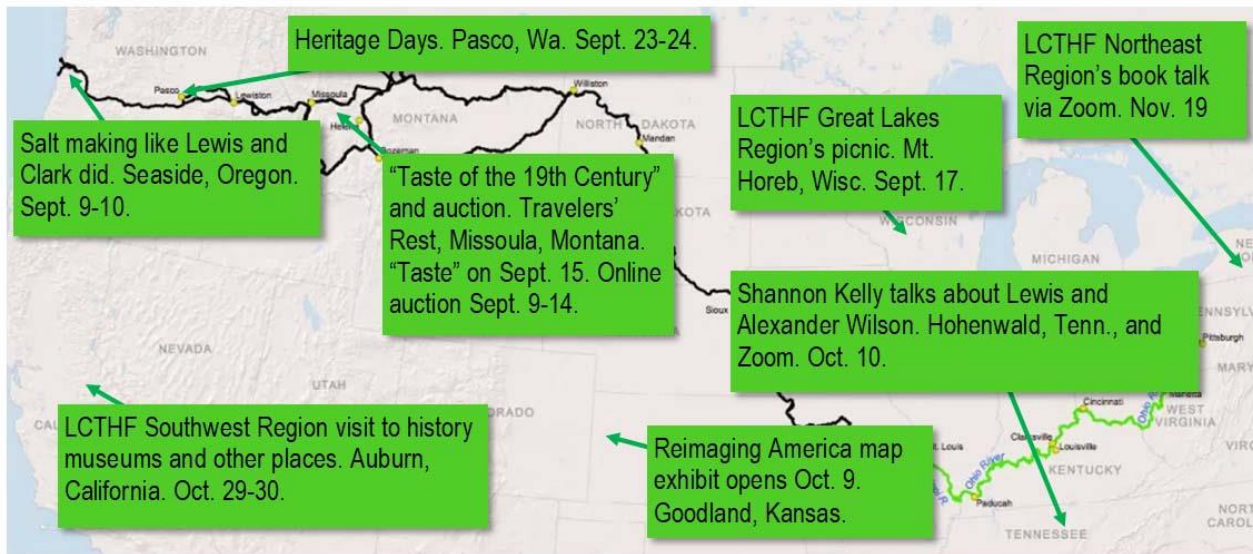 Heritage Days. Pasco, Wa. Sept. 23-24.
LCTHF Northeast
Region’s book talk
via Zoom. Nov. 19
WASHINGTON
Pasco
Lewiston
Missoula
MONTANA
Williston
NORTH DAKOTA
Mandan
Salt making like Lewis and
Clark did. Seaside, Oregon.
Sept. 9-10.
“Taste of the 19th Century”
and auction. Travelers’
Rest, Missoula, Montana.
“Taste” on Sept. 15. Online
auction Sept. 9-14.
LCTHF Great Lakes
Region’s picnic. Mt.
Horeb, Wisc. Sept. 17.
WISCONSIN
MICHIGAN
Shannon Kelly talks about Lewis and
Alexander Wilson. Hohenwald, Tenn., and
Zoom. Oct. 10.
Sioux
Pittsburgh
NEVADA
UTAH
LCTHF Southwest Region visit to history
museums and other places. Auburn,
California. Oct. 29-30.
Reimaging America map
exhibit opens Oct. 9.
Goodland, Kansas.
Cincinnati
Marietta
WEST
VIRGINIA
Louisville
Ohio River
KENTUCKY
Paducah
TENNESSEE
NORTH